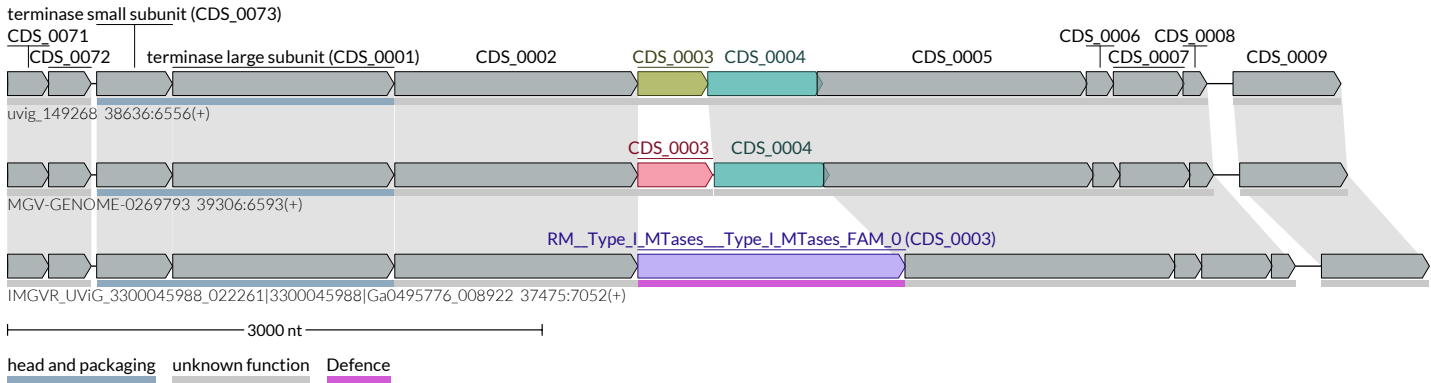 terminase small subunit (CDS_0073)
CDS_0071
CDS_0006 CDS_0008
CDS_0072 terminase large subunit (CDS_0001) CDS_0002 CDS_0003 CDS_0004 CDS_0005 CDS_0007 CDS_0009
uvig_149268 38636:6556(+)
CDS_0003 CDS_0004
MGV-GENOME-0269793 39306:6593(+)
RM__Type_I_MTases___Type_I_MTases_FAM_0 (CDS_0003)
IMGVR_UViG_3300045988_022261|3300045988|Ga0495776_008922 37475:7052(+)
3000 nt
head and packaging unknown function Defence